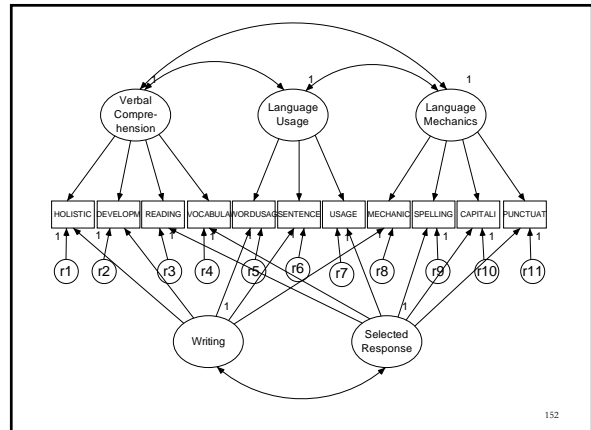 1 1 1
Verbal
Compre-
hension
Language
Usage
Language
Mechanics
HOLISTIC DEVELOPM READING VOCABULA WORDUSAG SENTENCE USAGE MECHANIC SPELLING CAPITALI PUNCTUAT
1 1 1 1 1 1 1 1 1 1 1
r1 r2 r3 r4 r5 r6 r7 r8 r9 r10 r11
1 1
Writing
Selected
Response
152